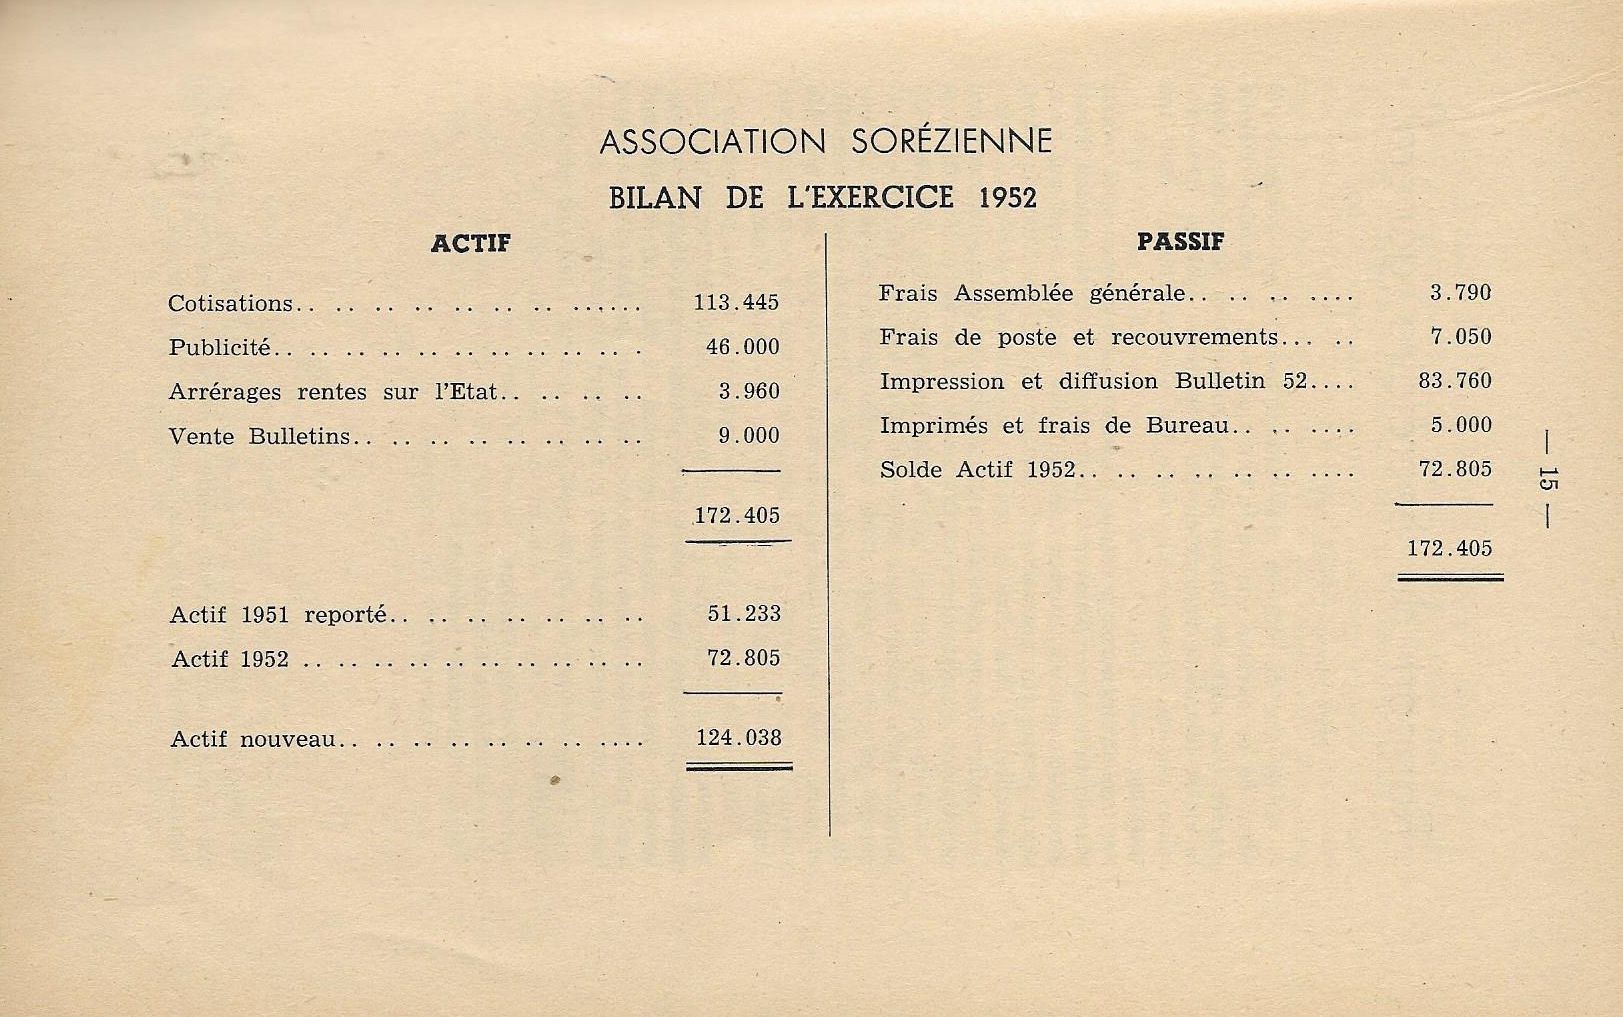 ASSOCIATION SORÉZIENNE
BILAN DE L'EXERCICE 1952
ACTIF
Cotisations.. .. .. .. .. .. .. ...... 113.445
Publicité.. .. .. .. .. .. .. .. .. .. . 46.000
Arrérages rentes sur l'Etat.. .. .. .. 3.960
Vente Bulletins.. .. .. .. .. .. .. .. 9.000
172.405
Actif 1951 reporté.. .. .. .. .. .. .. 51.233
Actif 1952 .. .. .. .. .. .. .. .. .. .. 72.805
Actif nouveau.. .. .. .. .. .. .. .... 124.038
PASSIF
Frais Assemblée générale.. .. .. .... 3.790
Frais de poste et recouvrements... .. 7.050
Impression et diffusion Bulletin 52.... 83.760
Imprimés et frais de Bureau.. .. .... 5.000
Solde Actif 1952.. .. .. .. .. .. .... 72.805
172.405
— 15 —